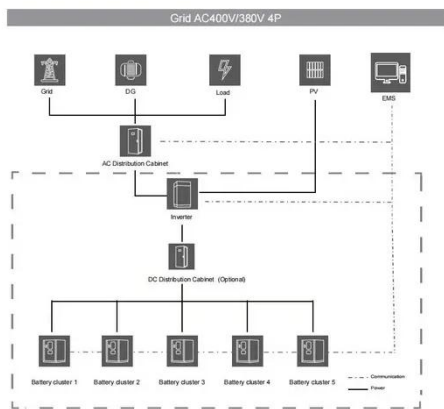 Grid AC400V/380V 4P
Grid
DG
Load
PV
EMS
AC Distribution Cabinet
Inverter
DC Distribution Cabinet (Optional)
Battery cluster 1
Battery cluster 2
Battery cluster 3
Battery cluster 4
Battery cluster 5
Communication
Power